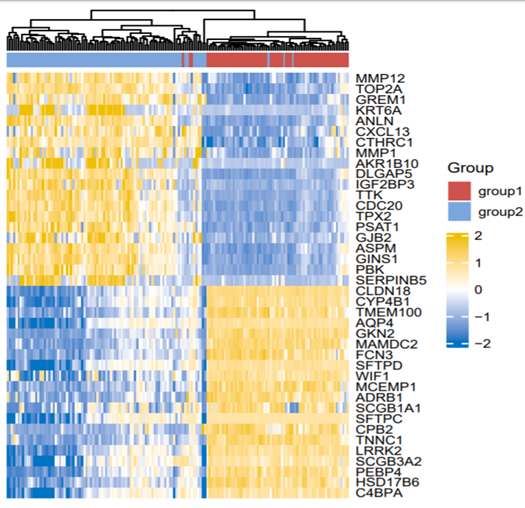 MMP12
TOP2A
GREM1
KRT6A
ANLN
CXCL13
CTHRC1
MMP1
AKR1B10
DLGAP5
IGF2BP3
TTK
CDC20
TPX2
PSAT1
GJB2
ASPM
GINS1
PBK
SERPINB5
CLDN18
CYP4B1
TMEM100
AQP4
GKN2
MAMDC2
FCN3
SFTPD
WIF1
MCEMP1
ADRB1
SCGB1A1
SFTPC
CPB2
TNNC1
LRRK2
SCGB3A2
PEBP4
HSD17B6
C4BPA
Group
group1
group2
2
1
0
−1
−2